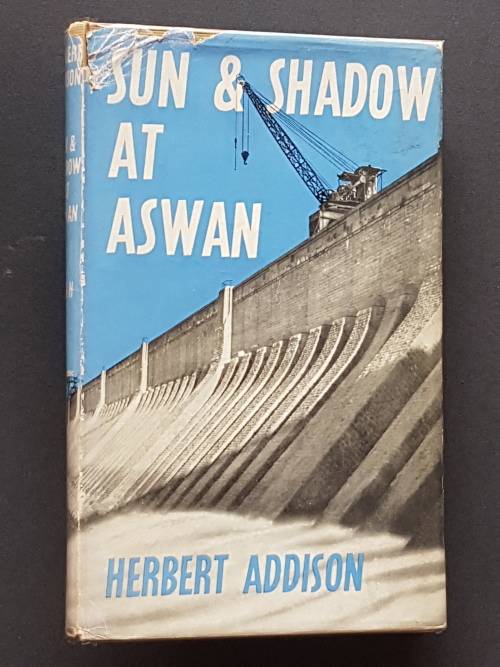 SUN & SHADOW
AT
ASWAN
HERBERT ADDISON